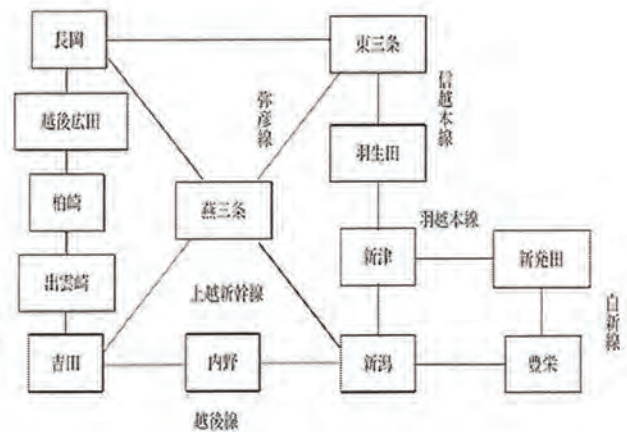 長岡
東三条
信越本線
弥彦線
越後広田
羽生田
柏崎
燕三条
羽越本線
新津
新発田
出雲崎
上越新幹線
白新線
吉田
内野
新潟
豊栄
越後線